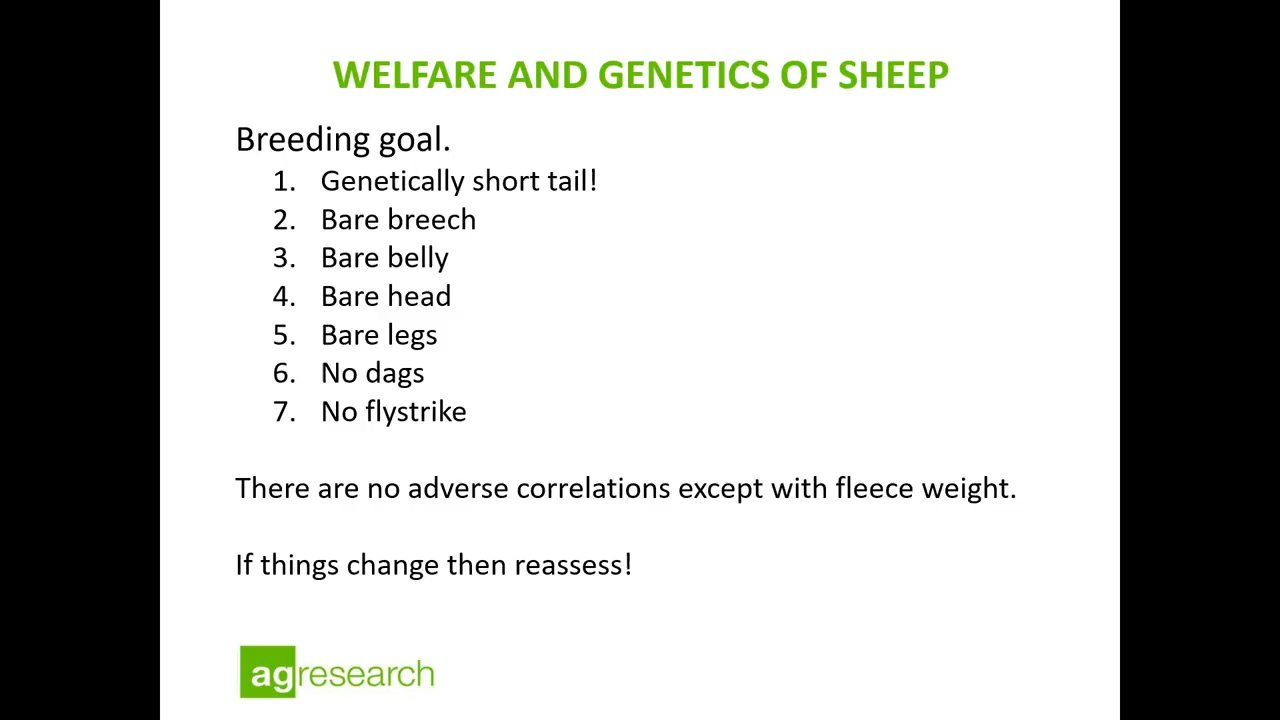 WELFARE AND GENETICS OF SHEEP
Breeding goal.
1. Genetically short tail!
2. Bare breech
3. Bare belly
4. Bare head
5. Bare legs
6. No dags
7. No flystrike
There are no adverse correlations except with fleece weight.
If things change then reassess!
agresearch